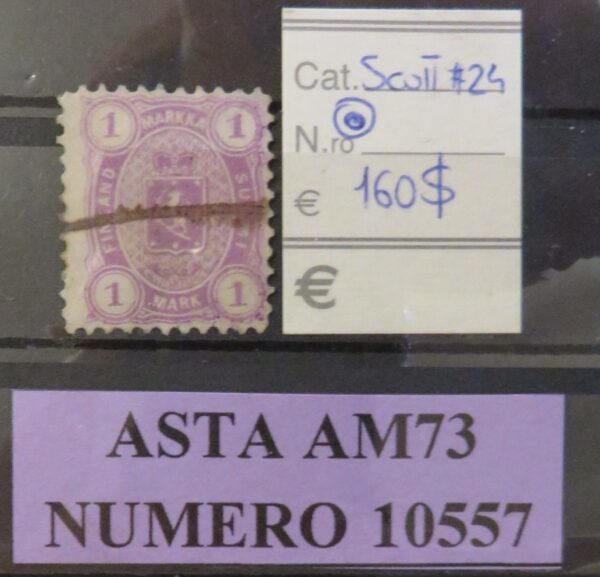 1 MARKKA 1
FINLAND
SUOMI
1 MARK 1
Cat. Scott #24
N.ro
€ 160$
€
ASTA AM73
NUMERO 10557